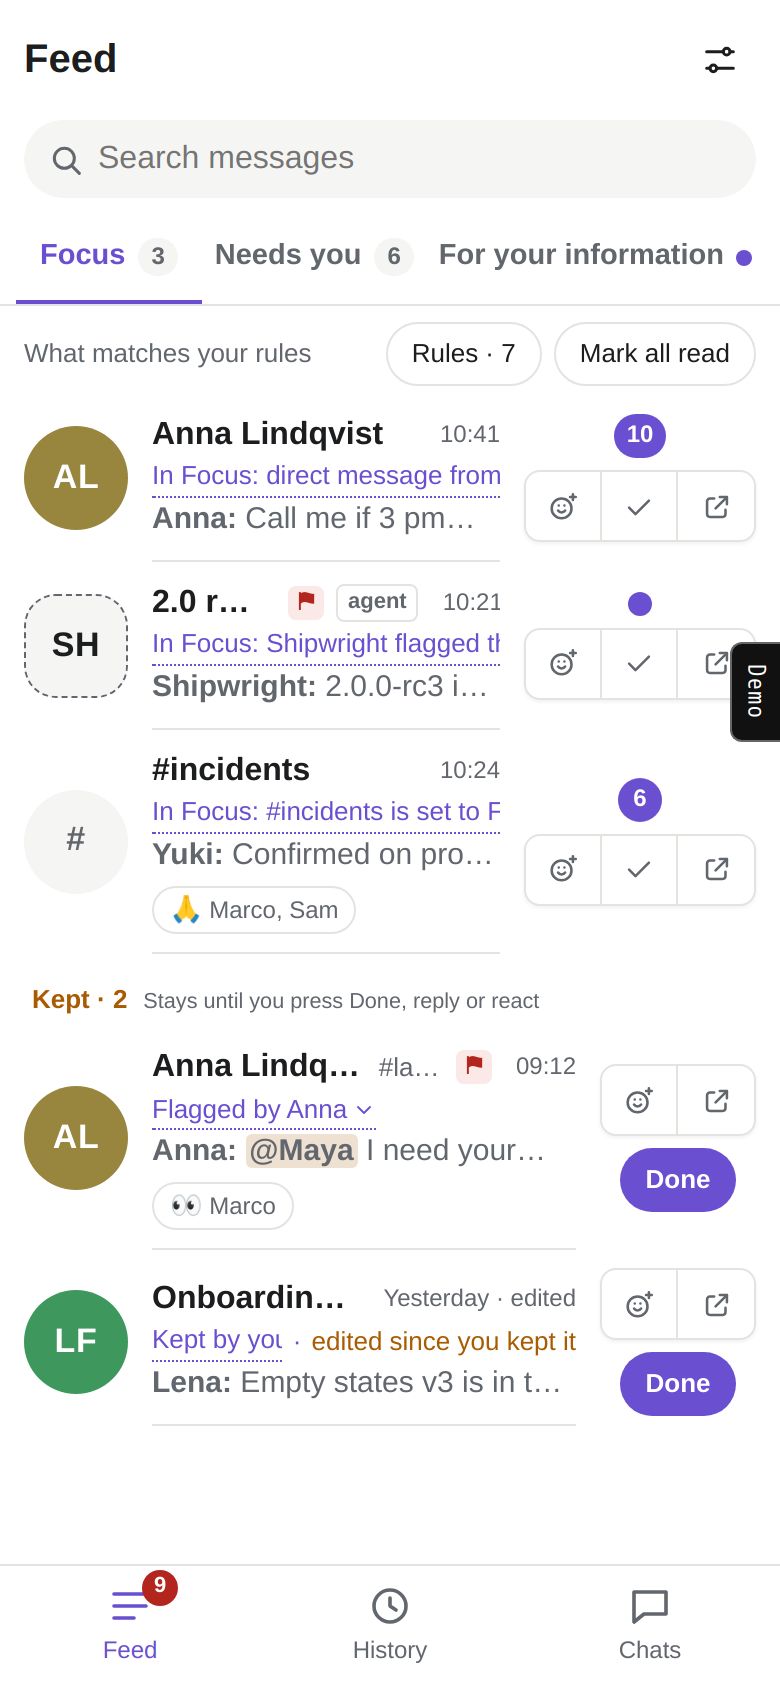 Feed
Search messages
Focus 3 Needs you 6 For your information
What matches your rules Rules · 7 Mark all read
AL Anna Lindqvist 10:41 10
In Focus: direct message from
Anna: Call me if 3 pm…
SH 2.0 r… agent 10:21
In Focus: Shipwright flagged th
Shipwright: 2.0.0-rc3 i…
Demo
#incidents 10:24
In Focus: #incidents is set to F
# Yuki: Confirmed on pro… 6
🙏 Marco, Sam
Kept · 2 Stays until you press Done, reply or react
Anna Lindq… #la… 09:12
Flagged by Anna
AL Anna: @Maya I need your…
👀 Marco
Done
Onboardin… Yesterday · edited
LF Kept by you · edited since you kept it
Lena: Empty states v3 is in t… Done
9
Feed History Chats